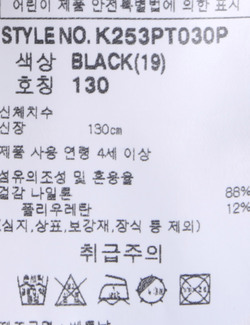 어린이 제품 안전특별법에 의한 표시
STYLE NO. K253PT030P
색상 BLACK(19)
호칭 130
신체치수
신장 130cm
제품 사용 연령 4세 이상
섬유의조성 및 혼용율
겉감 나일론 88%
폴리우레탄 12%
(심지,상표,보강재,장식 등 제외)
취급주의